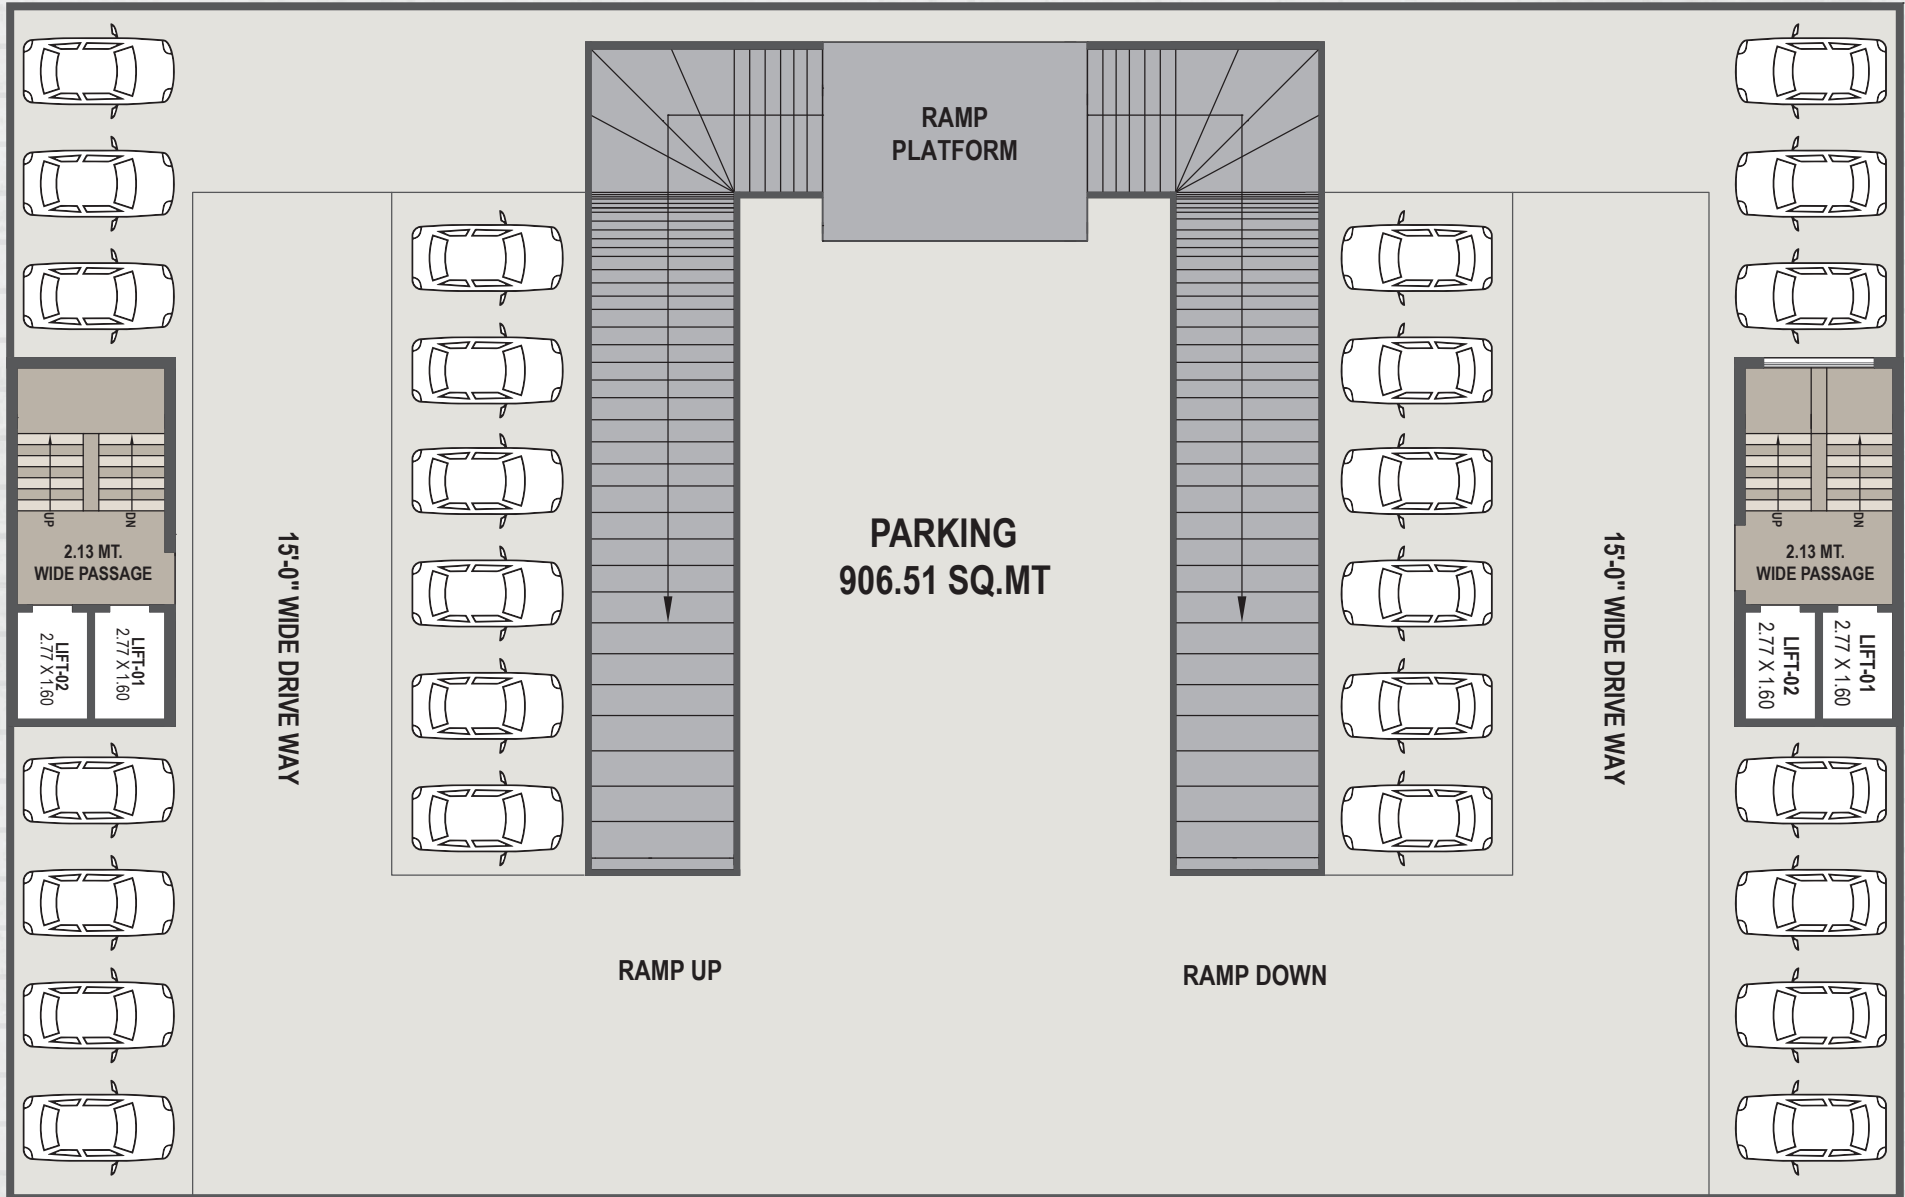 RAMP
PLATFORM
PARKING
906.51 SQ.MT
15'-0" WIDE DRIVE WAY
15'-0" WIDE DRIVE WAY
UP
DN
2.13 MT.
WIDE PASSAGE
LIFT-02
2.77 X 1.60
LIFT-01
2.77 X 1.60
UP
DN
2.13 MT.
WIDE PASSAGE
LIFT-02
2.77 X 1.60
LIFT-01
2.77 X 1.60
RAMP UP
RAMP DOWN